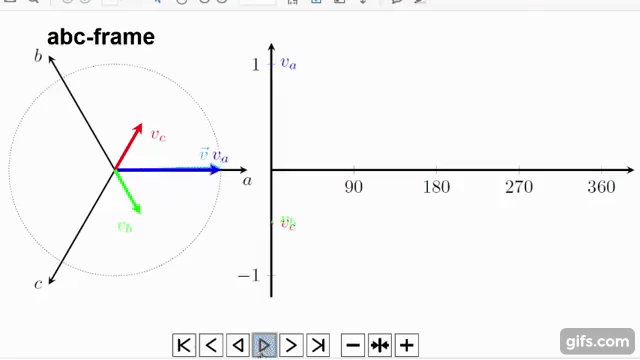 abc-frame
b
1
v_a
v_c
v⃗ v_a
a
90 180 270 360
v_b
v_b
v_c
c
−1
gifs.com